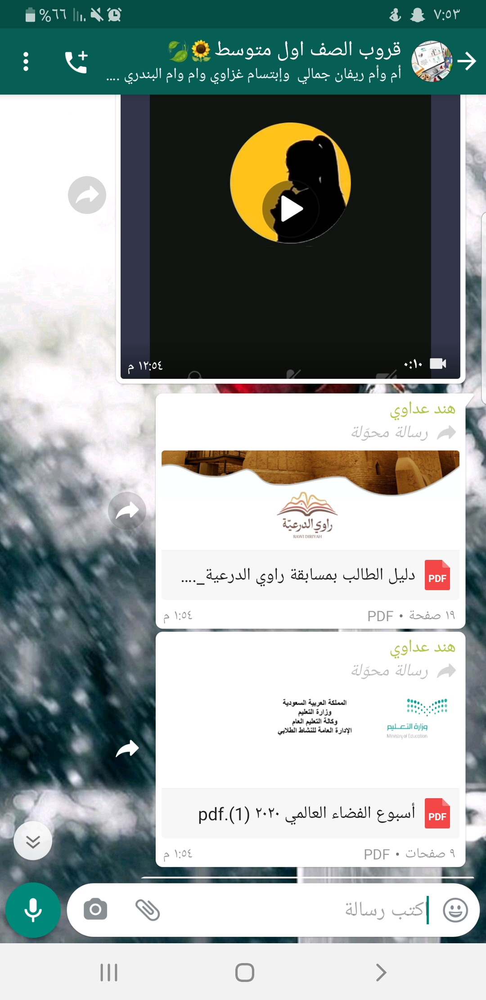 ٧:٥٣
%٦٦
قروب الصف اول متوسط🌻🍃
أم وأم ريفان جمالي وإبتسام غزاوي وام وام البندري ....
٠:١٠
١٢:٥٤ م
هند عداوي
رسالة محوّلة
راوي الدرعيّة
RAWI DIRIYAH
دليل الطالب بمسابقة راوي الدرعية_....
PDF
١٩ صفحة • PDF
١:٥٤ م
هند عداوي
رسالة محوّلة
المملكة العربية السعودية
وزارة التعليم
وكالة التعليم العام
الإدارة العامة للنشاط الطلابي
وزارة التعـــليم
Ministry of Education
أسبوع الفضاء العالمي ٢٠٢٠ (1).pdf
PDF
٩ صفحات • PDF
١:٥٤ م
اكتب رسالة